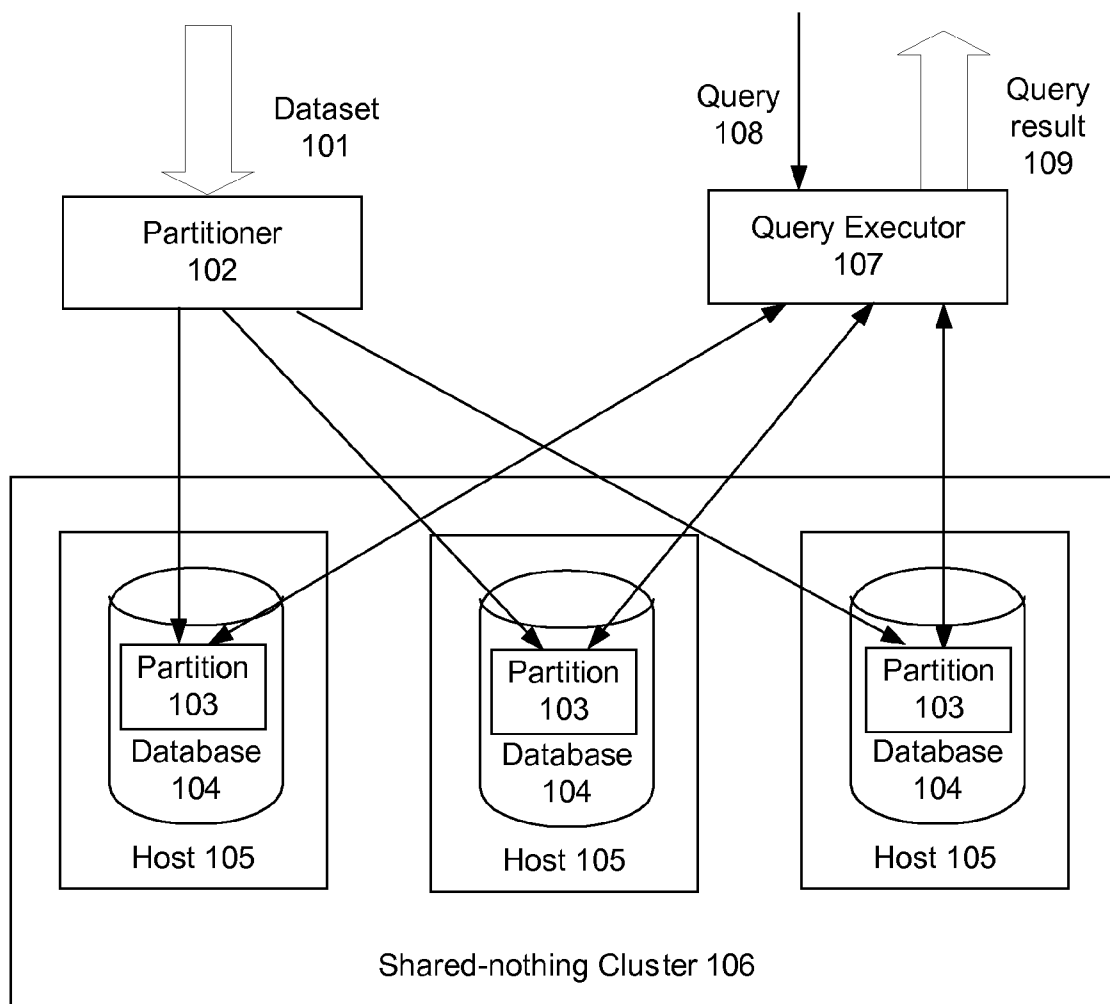 Dataset
101
Query
108
Query
result
109
Partitioner
102
Query Executor
107
Partition
103
Database
104
Host 105
Partition
103
Database
104
Host 105
Partition
103
Database
104
Host 105
Shared-nothing Cluster 106